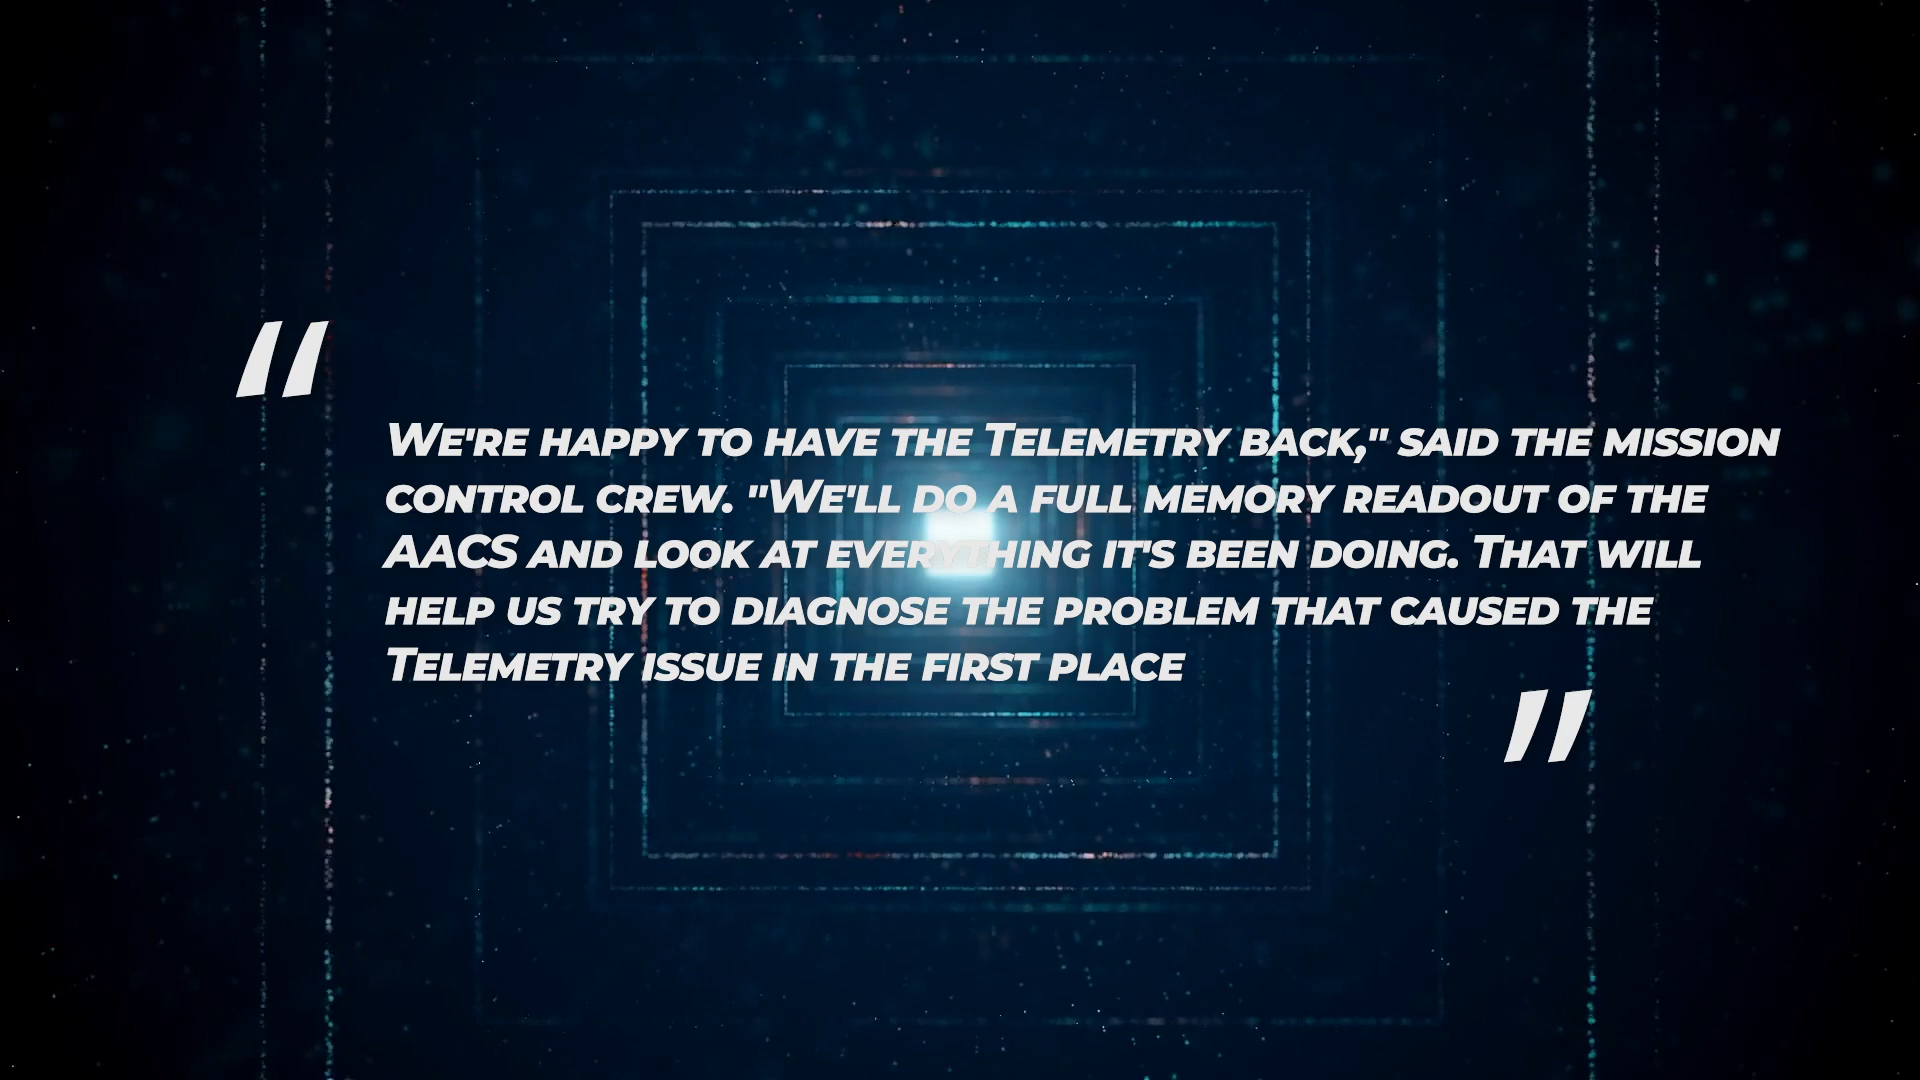 "
We're happy to have the Telemetry back," said the mission
control crew. "We'll do a full memory readout of the
AACS and look at everything it's been doing. That will
help us try to diagnose the problem that caused the
Telemetry issue in the first place
"